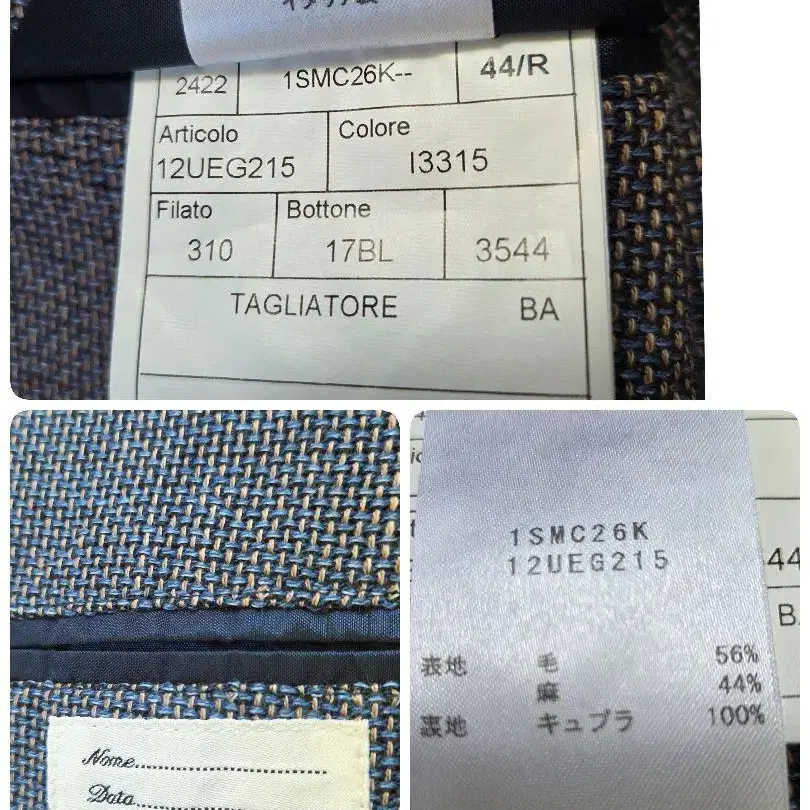 2422 1SMC26K-- 44/R
Articolo Colore
12UEG215 I3315
Filato Bottone
310 17BL 3544
TAGLIATORE BA
Nome
Data
1SMC26K
12UEG215
44
表地 毛 56%
麻 44%
裏地 キュプラ 100%